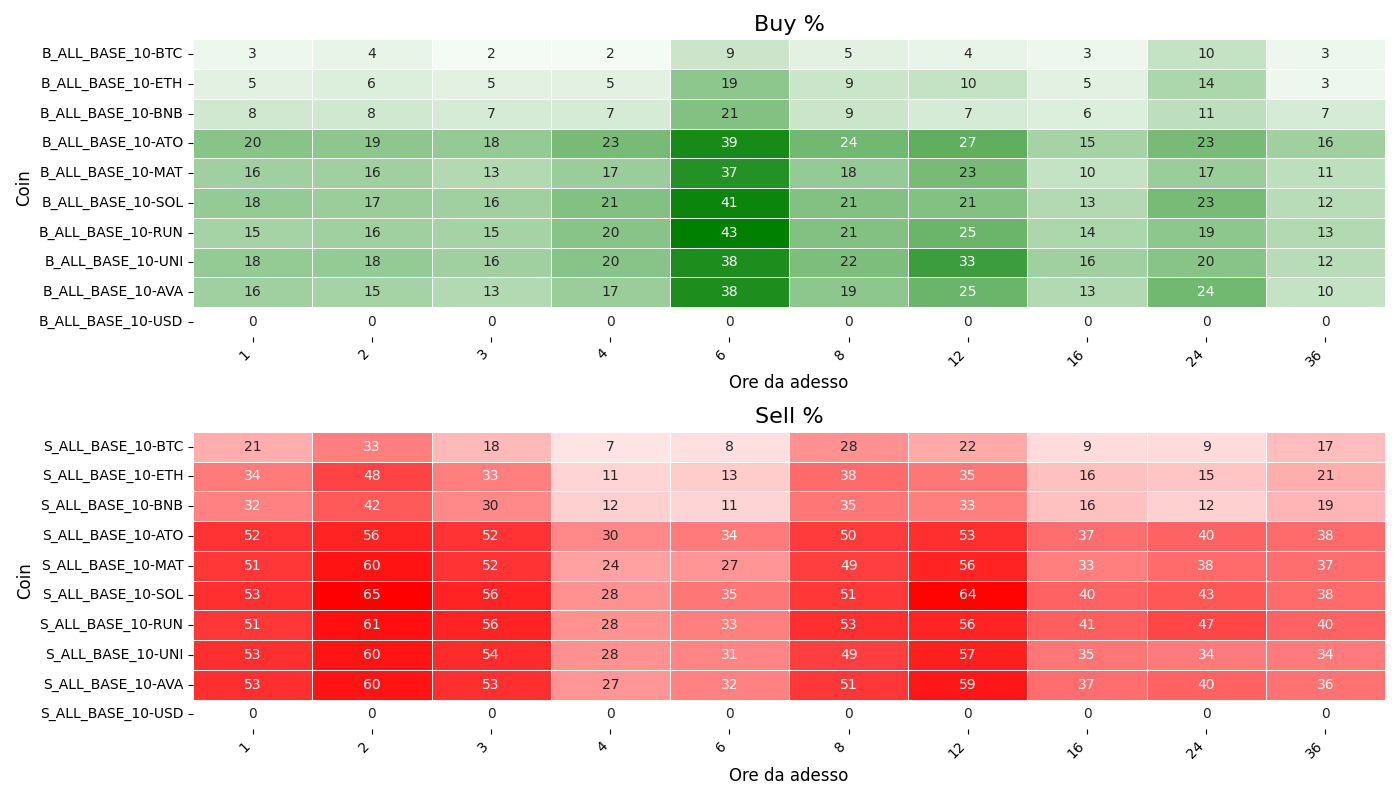 Buy %
Coin
B_ALL_BASE_10-BTC 3 4 2 2 9 5 4 3 10 3
B_ALL_BASE_10-ETH 5 6 5 5 19 9 10 5 14 3
B_ALL_BASE_10-BNB 8 8 7 7 21 9 7 6 11 7
B_ALL_BASE_10-ATO 20 19 18 23 39 24 27 15 23 16
B_ALL_BASE_10-MAT 16 16 13 17 37 18 23 10 17 11
B_ALL_BASE_10-SOL 18 17 16 21 41 21 21 13 23 12
B_ALL_BASE_10-RUN 15 16 15 20 43 21 25 14 19 13
B_ALL_BASE_10-UNI 18 18 16 20 38 22 33 16 20 12
B_ALL_BASE_10-AVA 16 15 13 17 38 19 25 13 24 10
B_ALL_BASE_10-USD 0 0 0 0 0 0 0 0 0 0
1 2 3 4 6 8 12 16 24 36
Ore da adesso
Sell %
Coin
S_ALL_BASE_10-BTC 21 33 18 7 8 28 22 9 9 17
S_ALL_BASE_10-ETH 34 48 33 11 13 38 35 16 15 21
S_ALL_BASE_10-BNB 32 42 30 12 11 35 33 16 12 19
S_ALL_BASE_10-ATO 52 56 52 30 34 50 53 37 40 38
S_ALL_BASE_10-MAT 51 60 52 24 27 49 56 33 38 37
S_ALL_BASE_10-SOL 53 65 56 28 35 51 64 40 43 38
S_ALL_BASE_10-RUN 51 61 56 28 33 53 56 41 47 40
S_ALL_BASE_10-UNI 53 60 54 28 31 49 57 35 34 34
S_ALL_BASE_10-AVA 53 60 53 27 32 51 59 37 40 36
S_ALL_BASE_10-USD 0 0 0 0 0 0 0 0 0 0
1 2 3 4 6 8 12 16 24 36
Ore da adesso